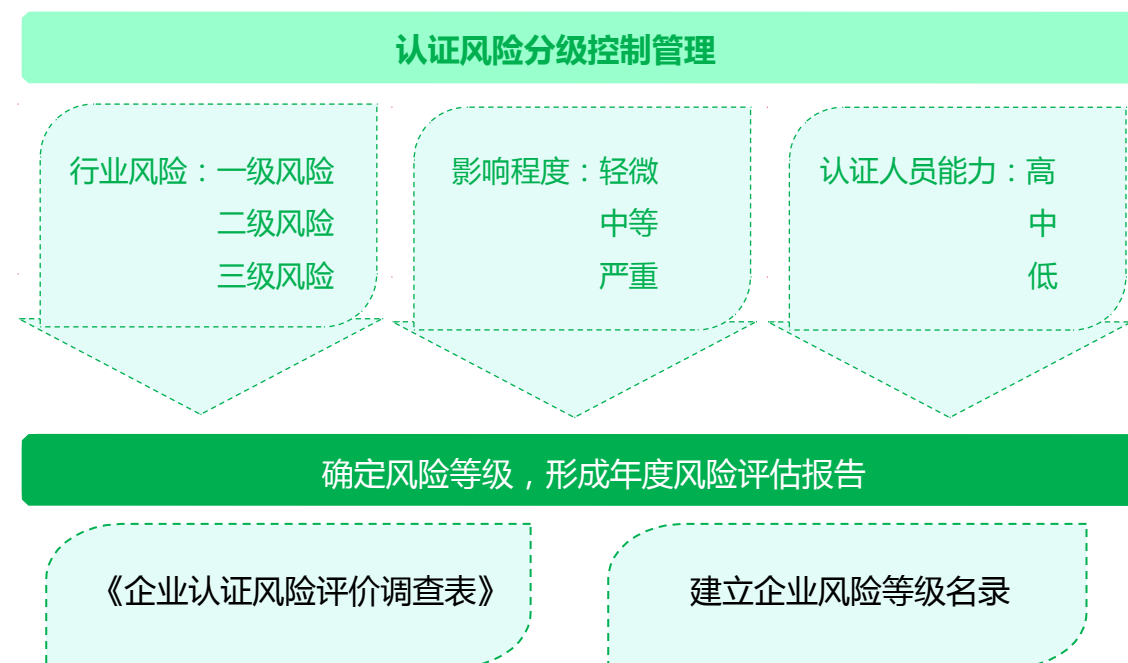 认证风险分级控制管理
行业风险：一级风险
二级风险
三级风险
影响程度：轻微
中等
严重
认证人员能力：高
中
低
确定风险等级，形成年度风险评估报告
《企业认证风险评价调查表》
建立企业风险等级名录